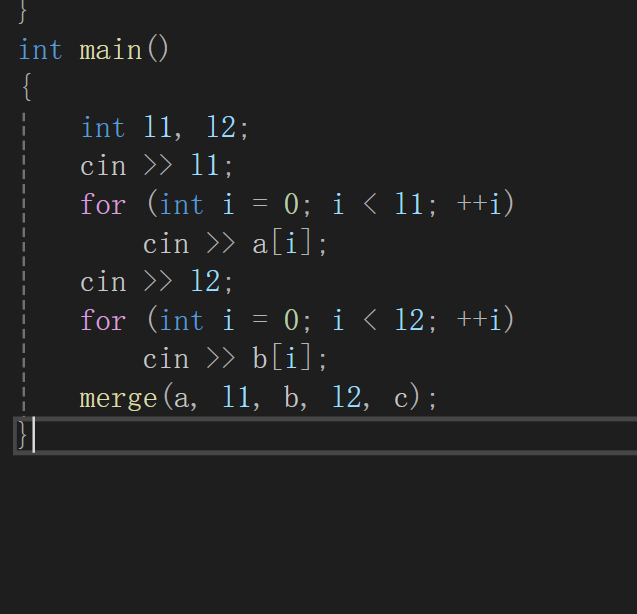 }
int main()
{
    int l1, l2;
    cin >> l1;
    for (int i = 0; i < l1; ++i)
        cin >> a[i];
    cin >> l2;
    for (int i = 0; i < l2; ++i)
        cin >> b[i];
    merge(a, l1, b, l2, c);
}